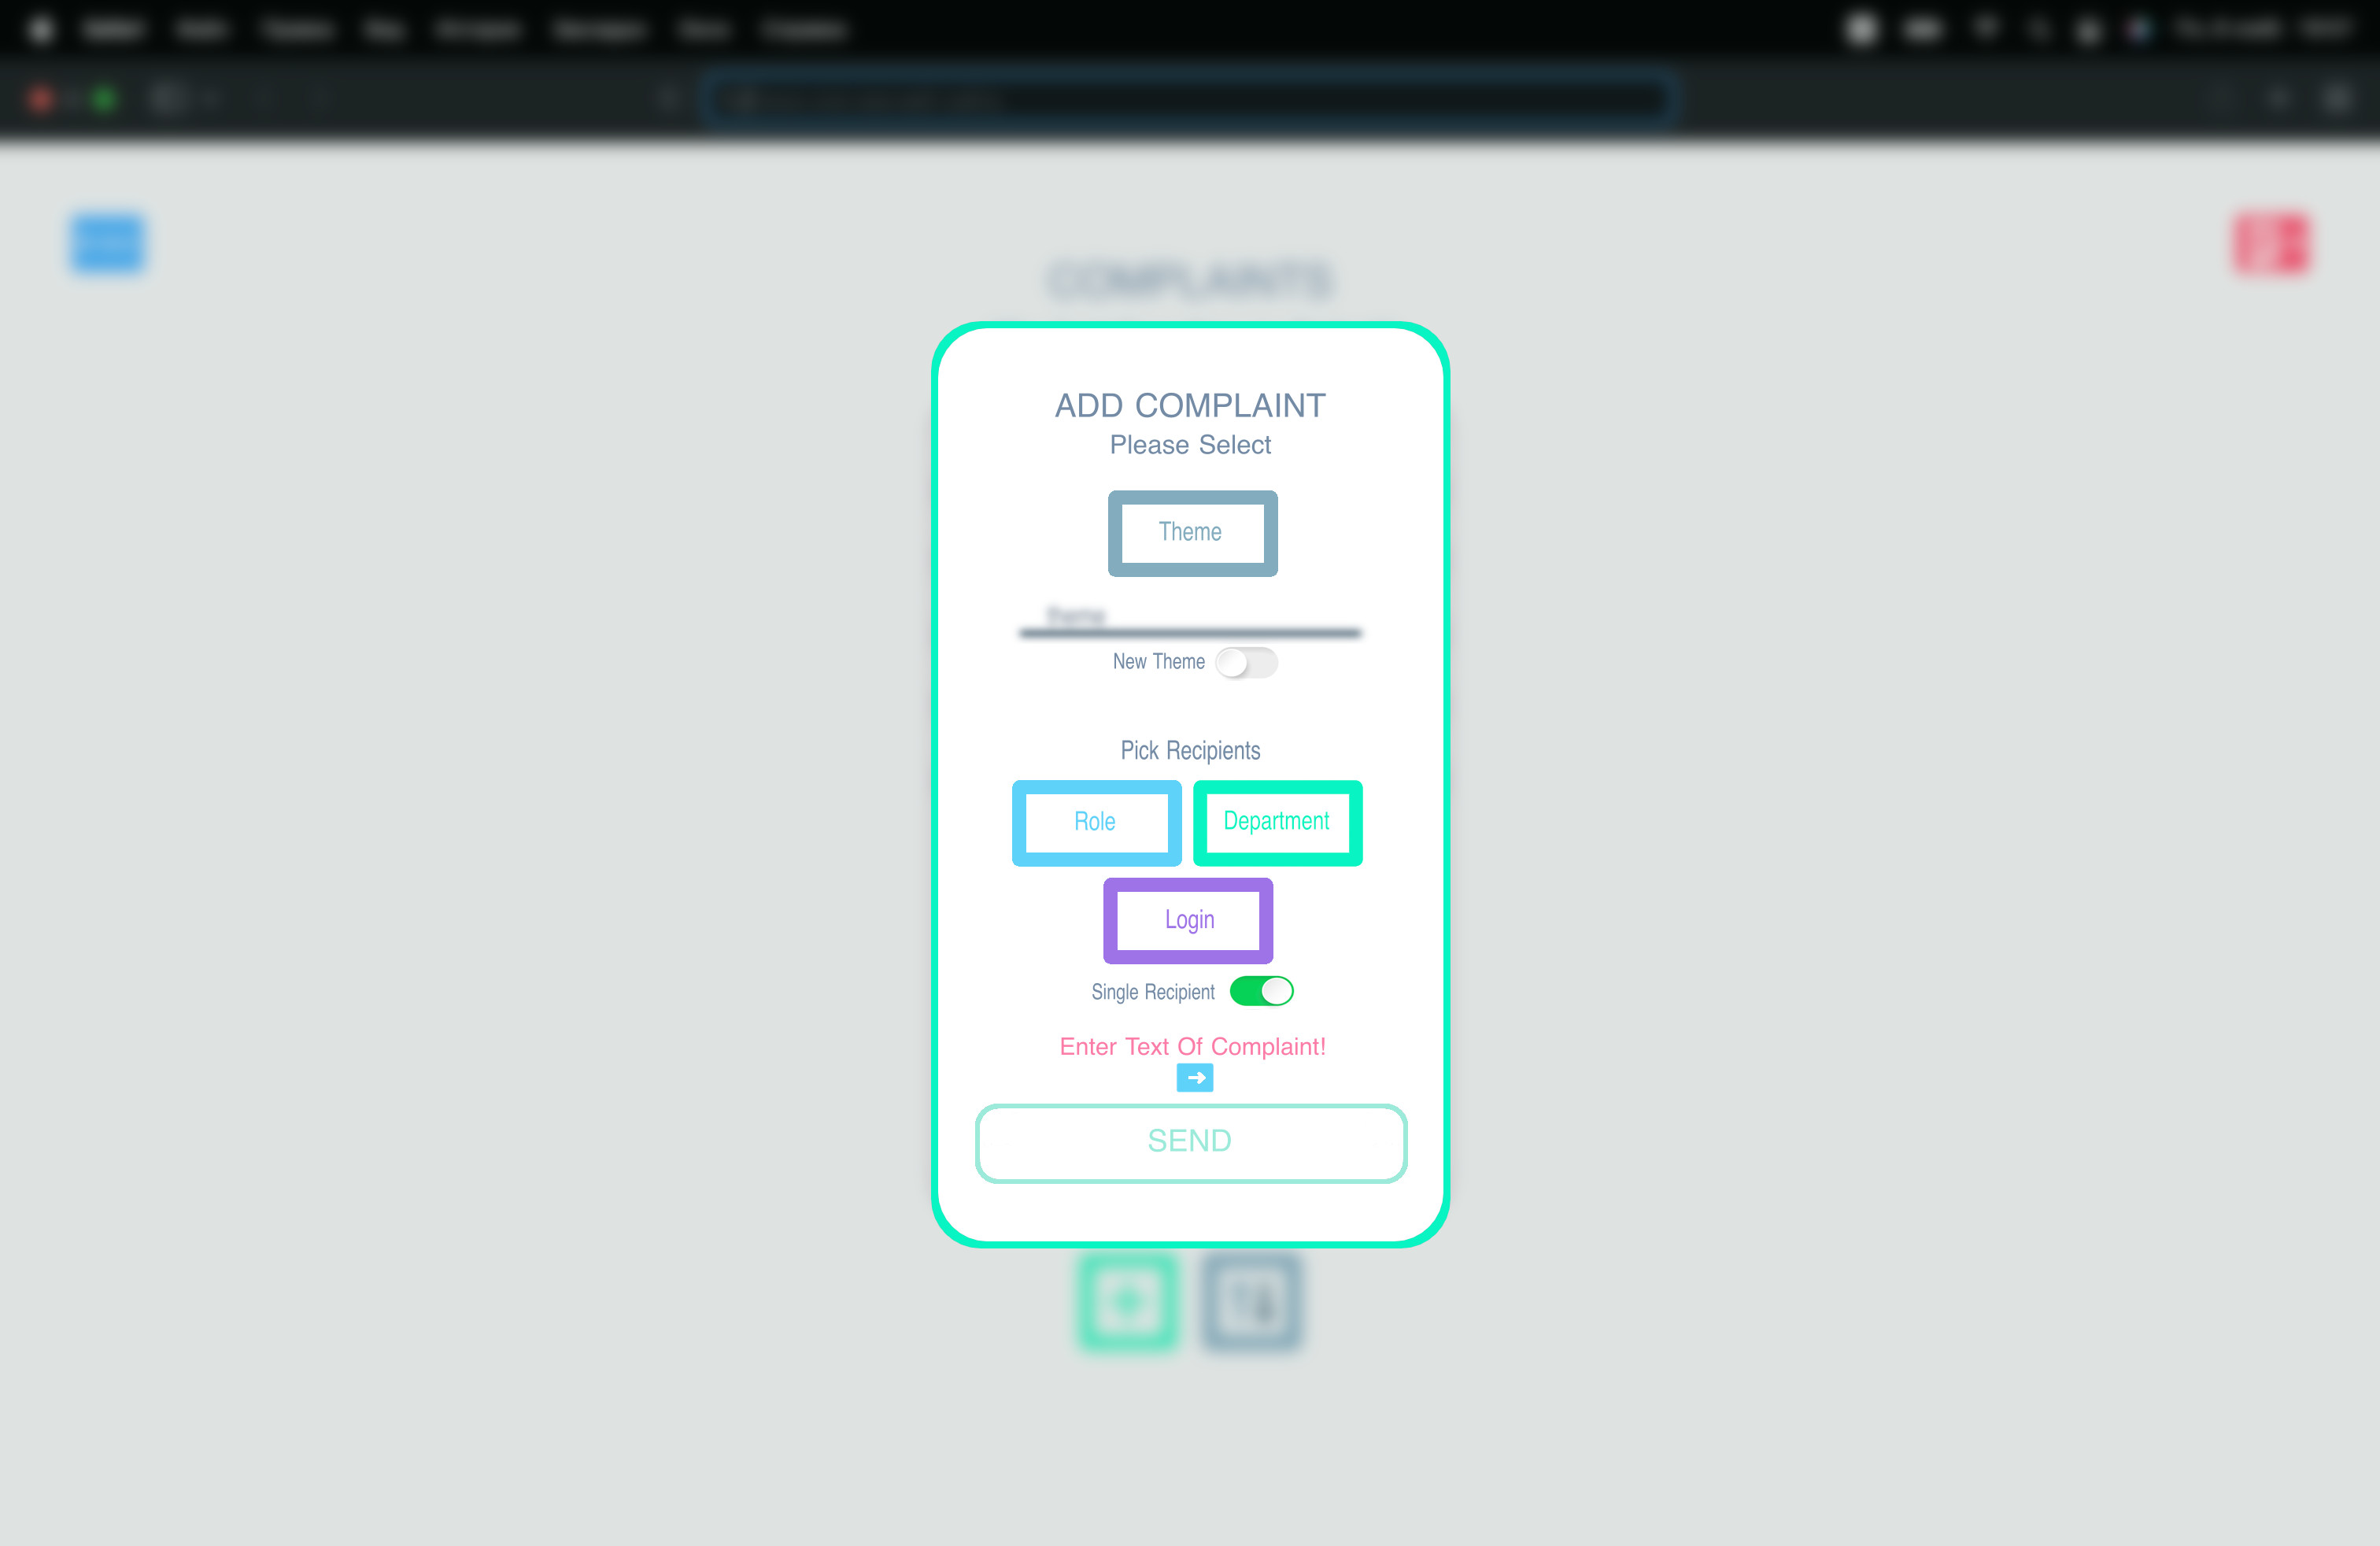 COMPLAINTS
ADD COMPLAINT
Please Select
Theme
theme
New Theme
Pick Recipients
Role
Department
Login
Single Recipient
Enter Text Of Complaint!
SEND